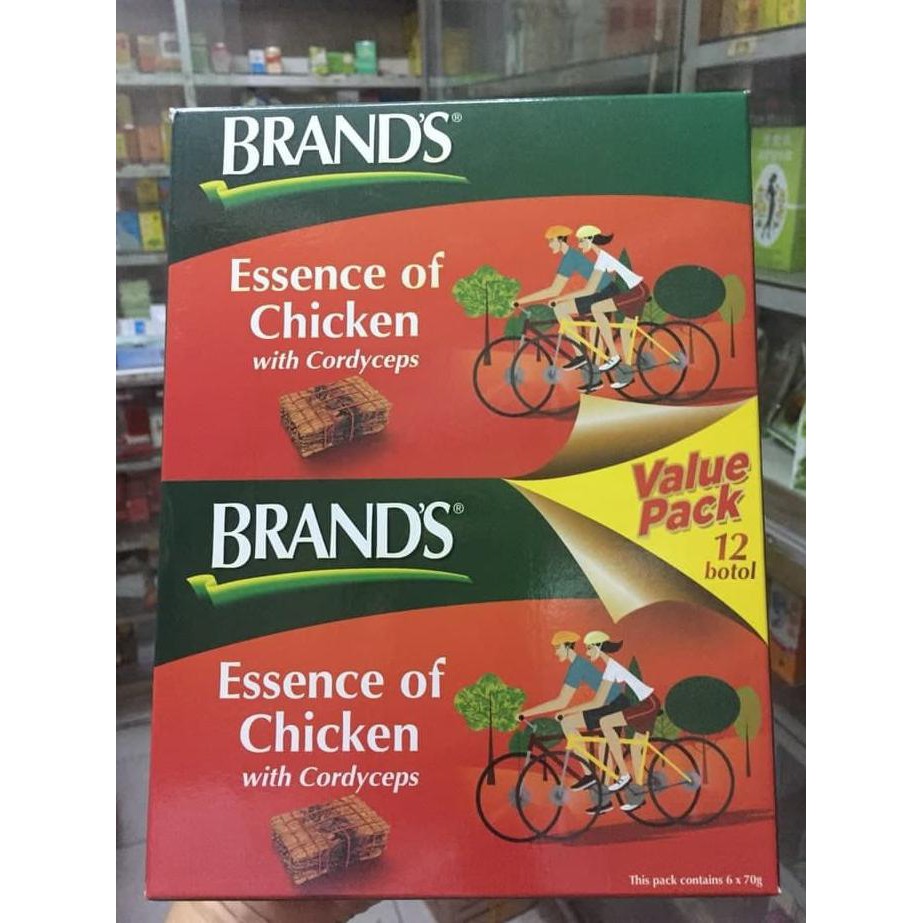 BRAND'S®
Essence of
Chicken
with Cordyceps
Value
Pack
12
botol
BRAND'S®
Essence of
Chicken
with Cordyceps
This pack contains 6 x 70g